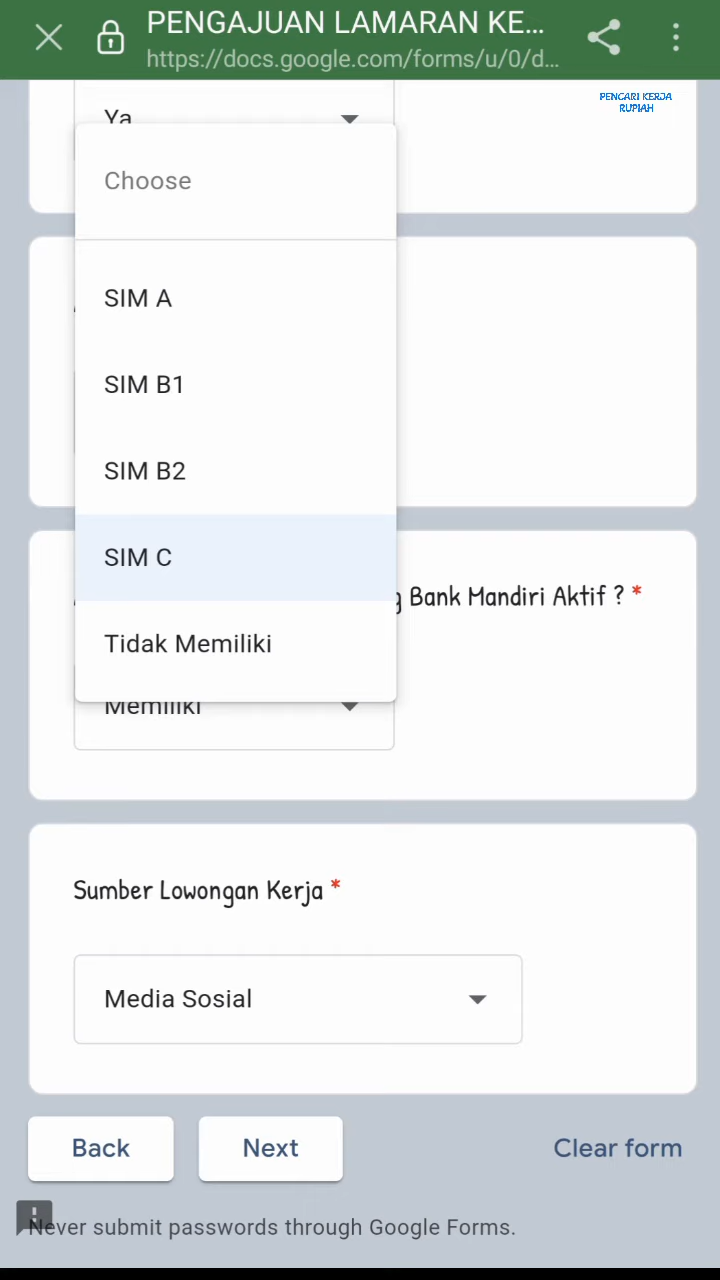 PENGAJUAN LAMARAN KE...
https://docs.google.com/forms/u/0/d...
PENCARI KERJA
RUPIAH
Ya
Choose
SIM A
SIM B1
SIM B2
SIM C
Bank Mandiri Aktif ? *
Tidak Memiliki
Memiliki
Sumber Lowongan Kerja *
Media Sosial
Back
Next
Clear form
Never submit passwords through Google Forms.